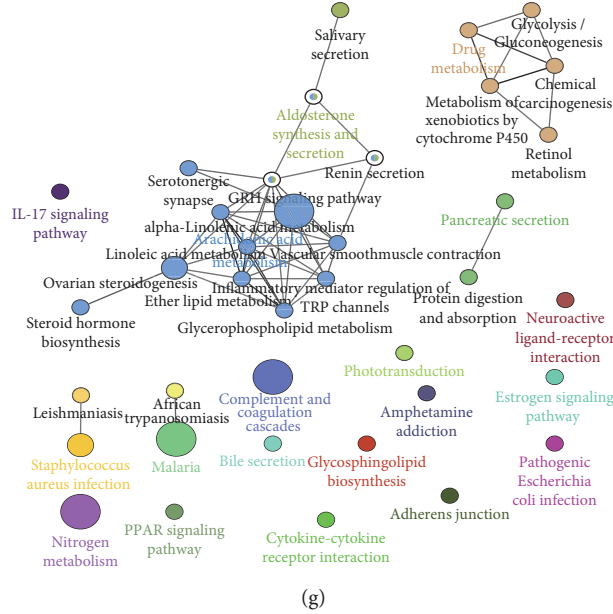 Salivary
secretion
Glycolysis /
Gluconeogenesis
Drug
metabolism
Chemical
carcinogenesis
Metabolism of
xenobiotics by
cytochrome P450
Retinol
metabolism
Aldosterone
synthesis and
secretion
Renin secretion
Serotonergic
synapse
GRH signaling pathway
IL-17 signaling
pathway
alpha-Linolenic acid metabolism
Arachidonic acid
metabolism
Linoleic acid metabolism
Vascular smoothmuscle contraction
Pancreatic secretion
Ovarian steroidogenesis
Ether lipid metabolism
Inflammatory mediator regulation of
TRP channels
Glycerophospholipid metabolism
Steroid hormone
biosynthesis
Protein digestion
and absorption
Neuroactive
ligand-receptor
interaction
Phototransduction
Leishmaniasis
African
trypanosomiasis
Complement and
coagulation
cascades
Amphetamine
addiction
Estrogen signaling
pathway
Staphylococcus
aureus infection
Malaria
Bile secretion
Glycosphingolipid
biosynthesis
Pathogenic
Escherichia
coli infection
Nitrogen
metabolism
PPAR signaling
pathway
Cytokine-cytokine
receptor interaction
Adherens junction
(g)